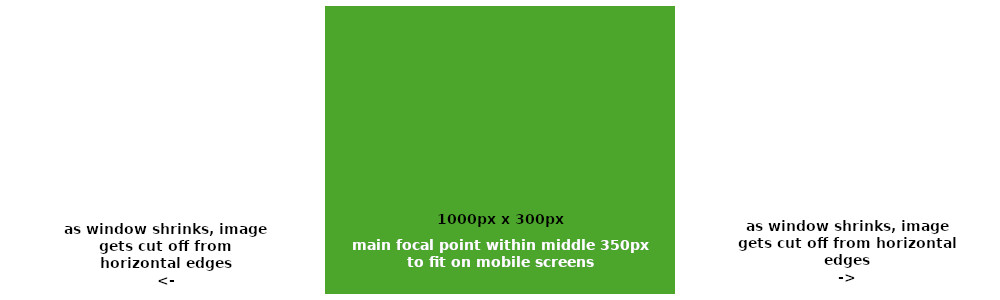 as window shrinks, image
gets cut off from
horizontal edges
<-
1000px x 300px
main focal point within middle 350px
to fit on mobile screens
as window shrinks, image
gets cut off from horizontal
edges
->